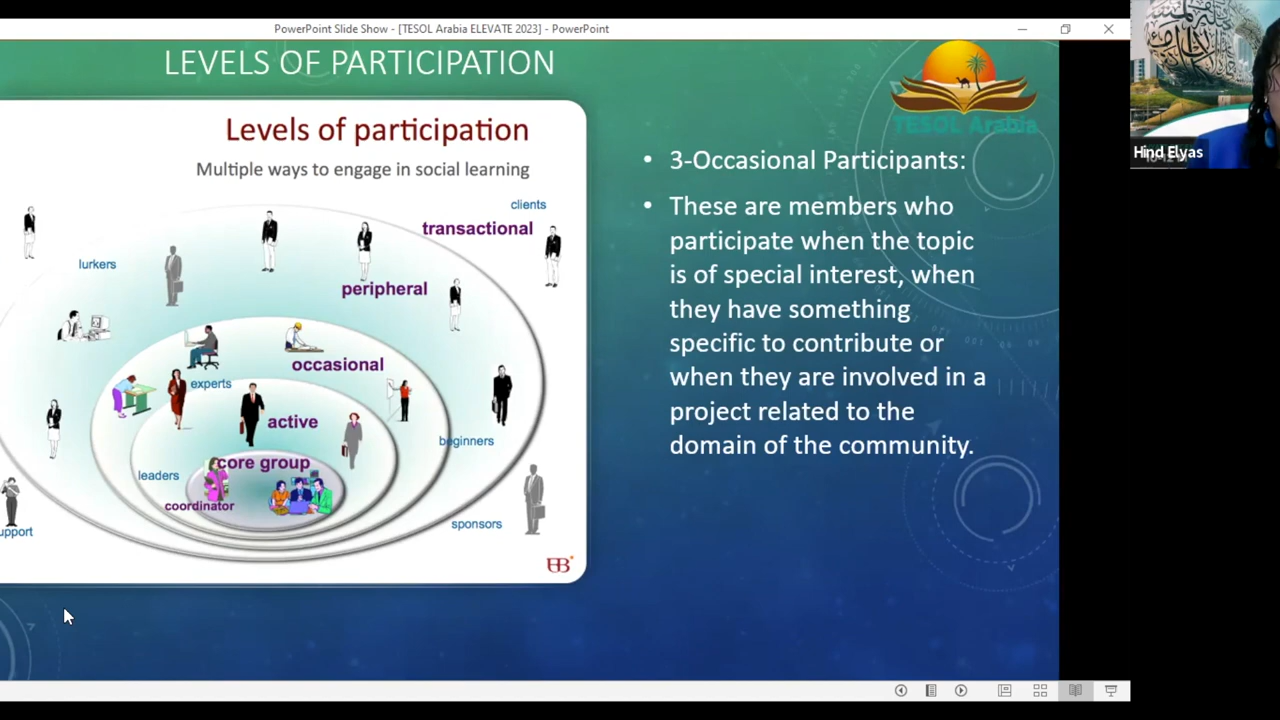 PowerPoint Slide Show - [TESOL Arabia ELEVATE 2023] - PowerPoint
LEVELS OF PARTICIPATION
TESOL Arabia
Hind Elyas
Levels of participation
Multiple ways to engage in social learning
clients
transactional
lurkers
peripheral
occasional
experts
active
beginners
core group
leaders
coordinator
sponsors
upport
• 3-Occasional Participants:
• These are members who
participate when the topic
is of special interest, when
they have something
specific to contribute or
when they are involved in a
project related to the
domain of the community.